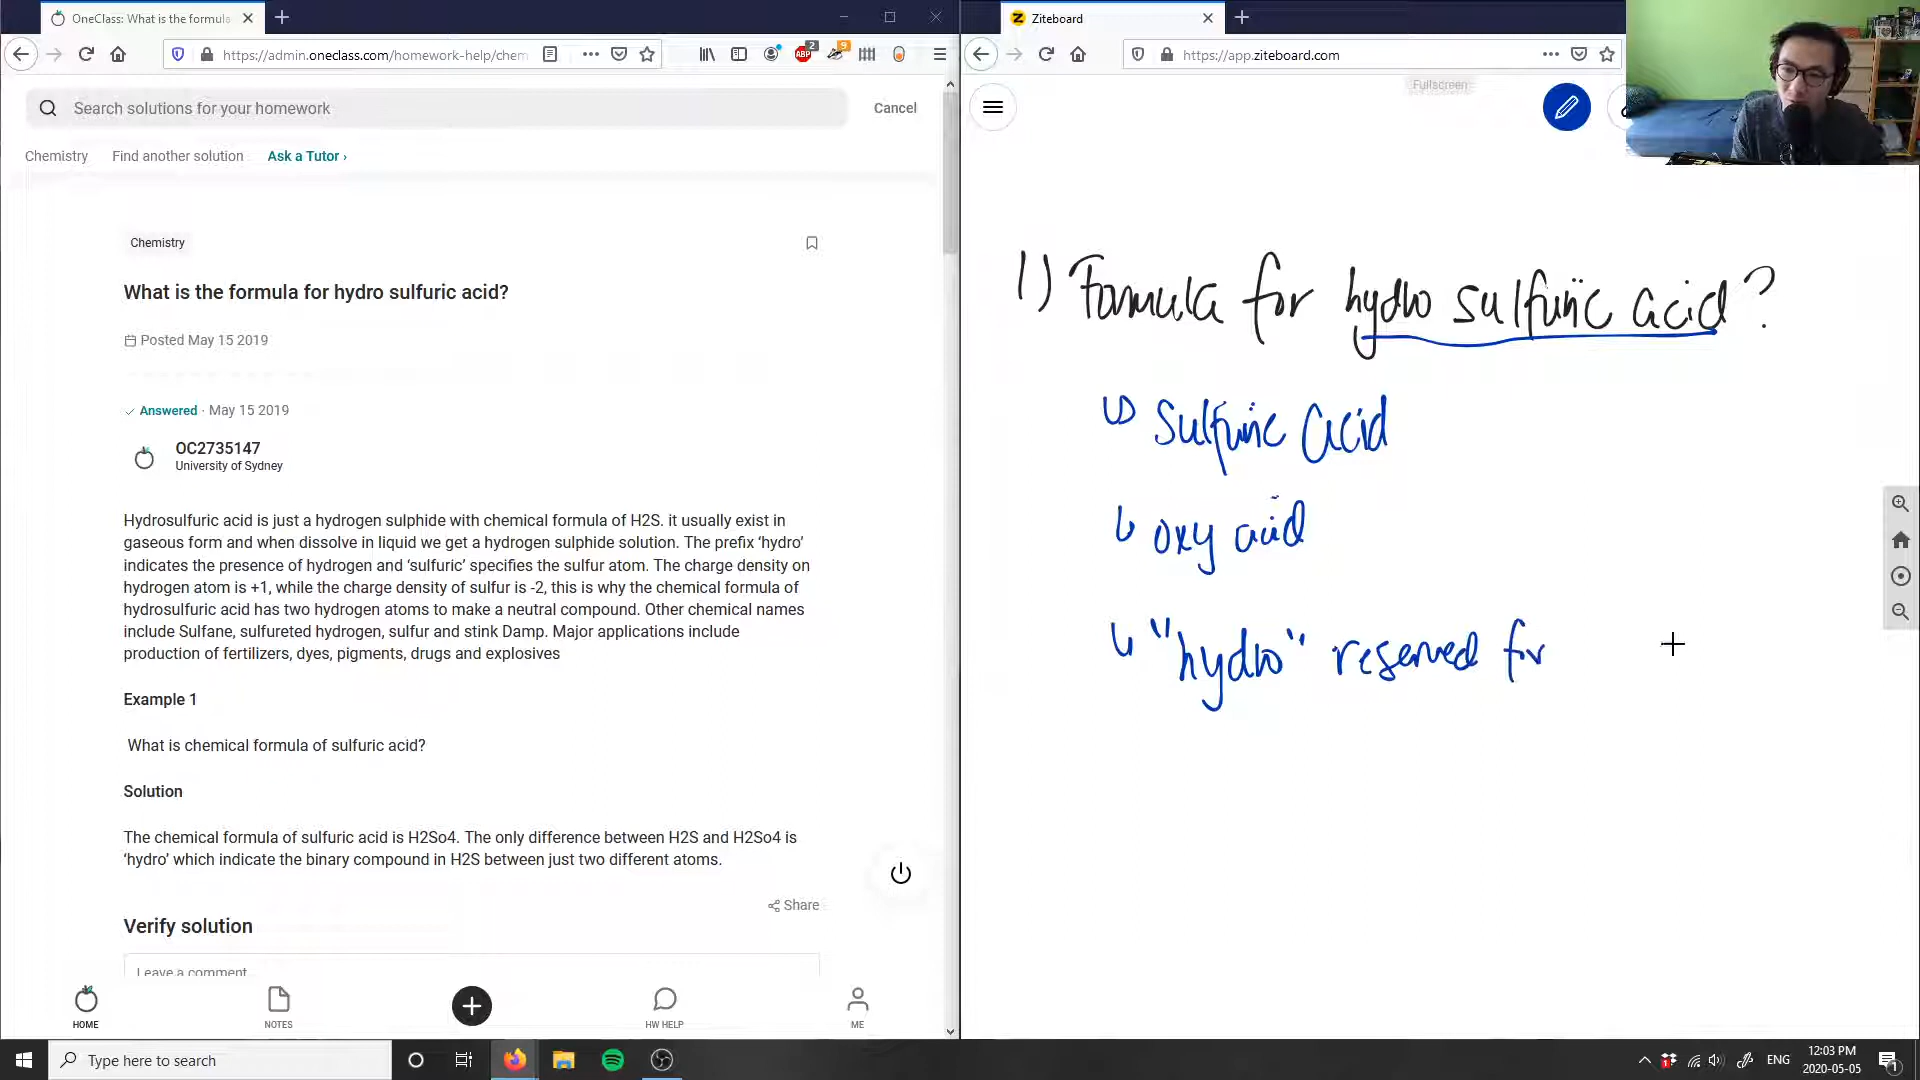 OneClass: What is the formula
https://admin.oneclass.com/homework-help/chem
2
9
Search solutions for your homework
Cancel
Chemistry
Find another solution
Ask a Tutor ›
Chemistry
What is the formula for hydro sulfuric acid?
Posted May 15 2019
Answered · May 15 2019
OC2735147
University of Sydney
Hydrosulfuric acid is just a hydrogen sulphide with chemical formula of H2S. it usually exist in
gaseous form and when dissolve in liquid we get a hydrogen sulphide solution. The prefix ‘hydro’
indicates the presence of hydrogen and ‘sulfuric’ specifies the sulfur atom. The charge density on
hydrogen atom is +1, while the charge density of sulfur is -2, this is why the chemical formula of
hydrosulfuric acid has two hydrogen atoms to make a neutral compound. Other chemical names
include Sulfane, sulfureted hydrogen, sulfur and stink Damp. Major applications include
production of fertilizers, dyes, pigments, drugs and explosives
Example 1
What is chemical formula of sulfuric acid?
Solution
The chemical formula of sulfuric acid is H2So4. The only difference between H2S and H2So4 is
‘hydro’ which indicate the binary compound in H2S between just two different atoms.
Share
Verify solution
Leave a comment
HOME
NOTES
HW HELP
ME
Ziteboard
https://app.ziteboard.com
Fullscreen
1) Formula for hydro sulfuric acid?
Sulfuric Acid
oxy acid
"hydro" reserved for
Type here to search
ENG
12:03 PM
2020-05-05
1